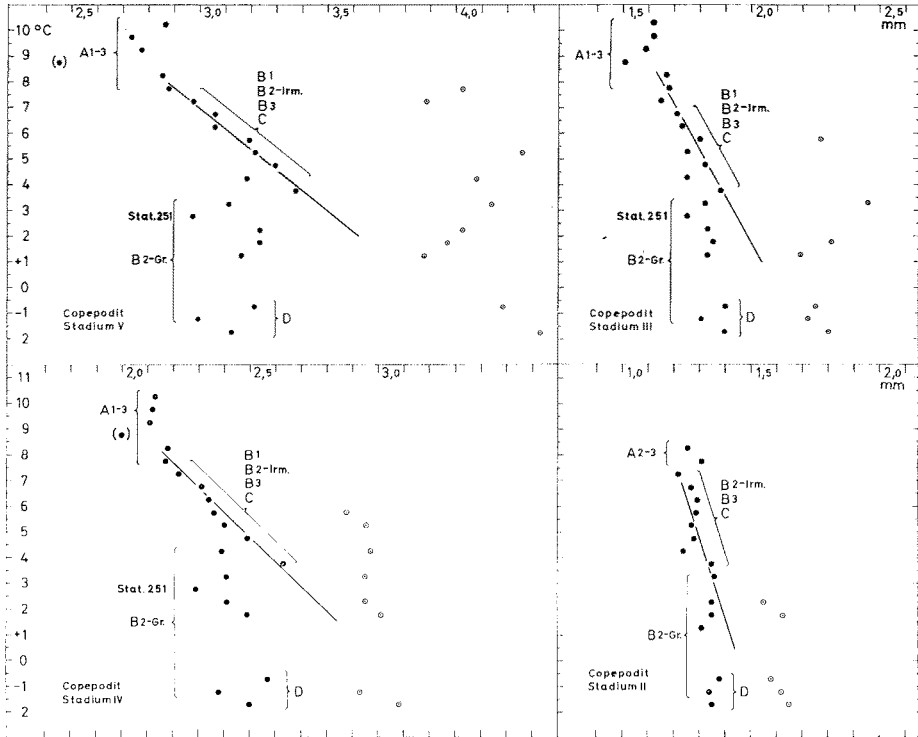 2,5 3,0 3,5 4,0
1,5 2,0 2,5
mm
10 °C
9
8
7
6
5
4
3
2
+1
0
-1
2
A1-3
(•)
B1
B2-Irm.
B3
C
Stat.251
B2-Gr.
D
Copepodit
Stadium V
A1-3
B1
B2-Irm.
B3
C
Stat.251
B2-Gr.
D
Copepodit
Stadium III
2,0 2,5 3,0
1,0 1,5 2,0
mm
11
10
9
8
7
6
5
4
3
2
+1
0
-1
2
A1-3
(•)
B1
B2-Irm.
B3
C
Stat.251
B2-Gr.
D
Copepodit
Stadium IV
A2-3
B2-Irm.
B3
C
B2-Gr.
D
Copepodit
Stadium II